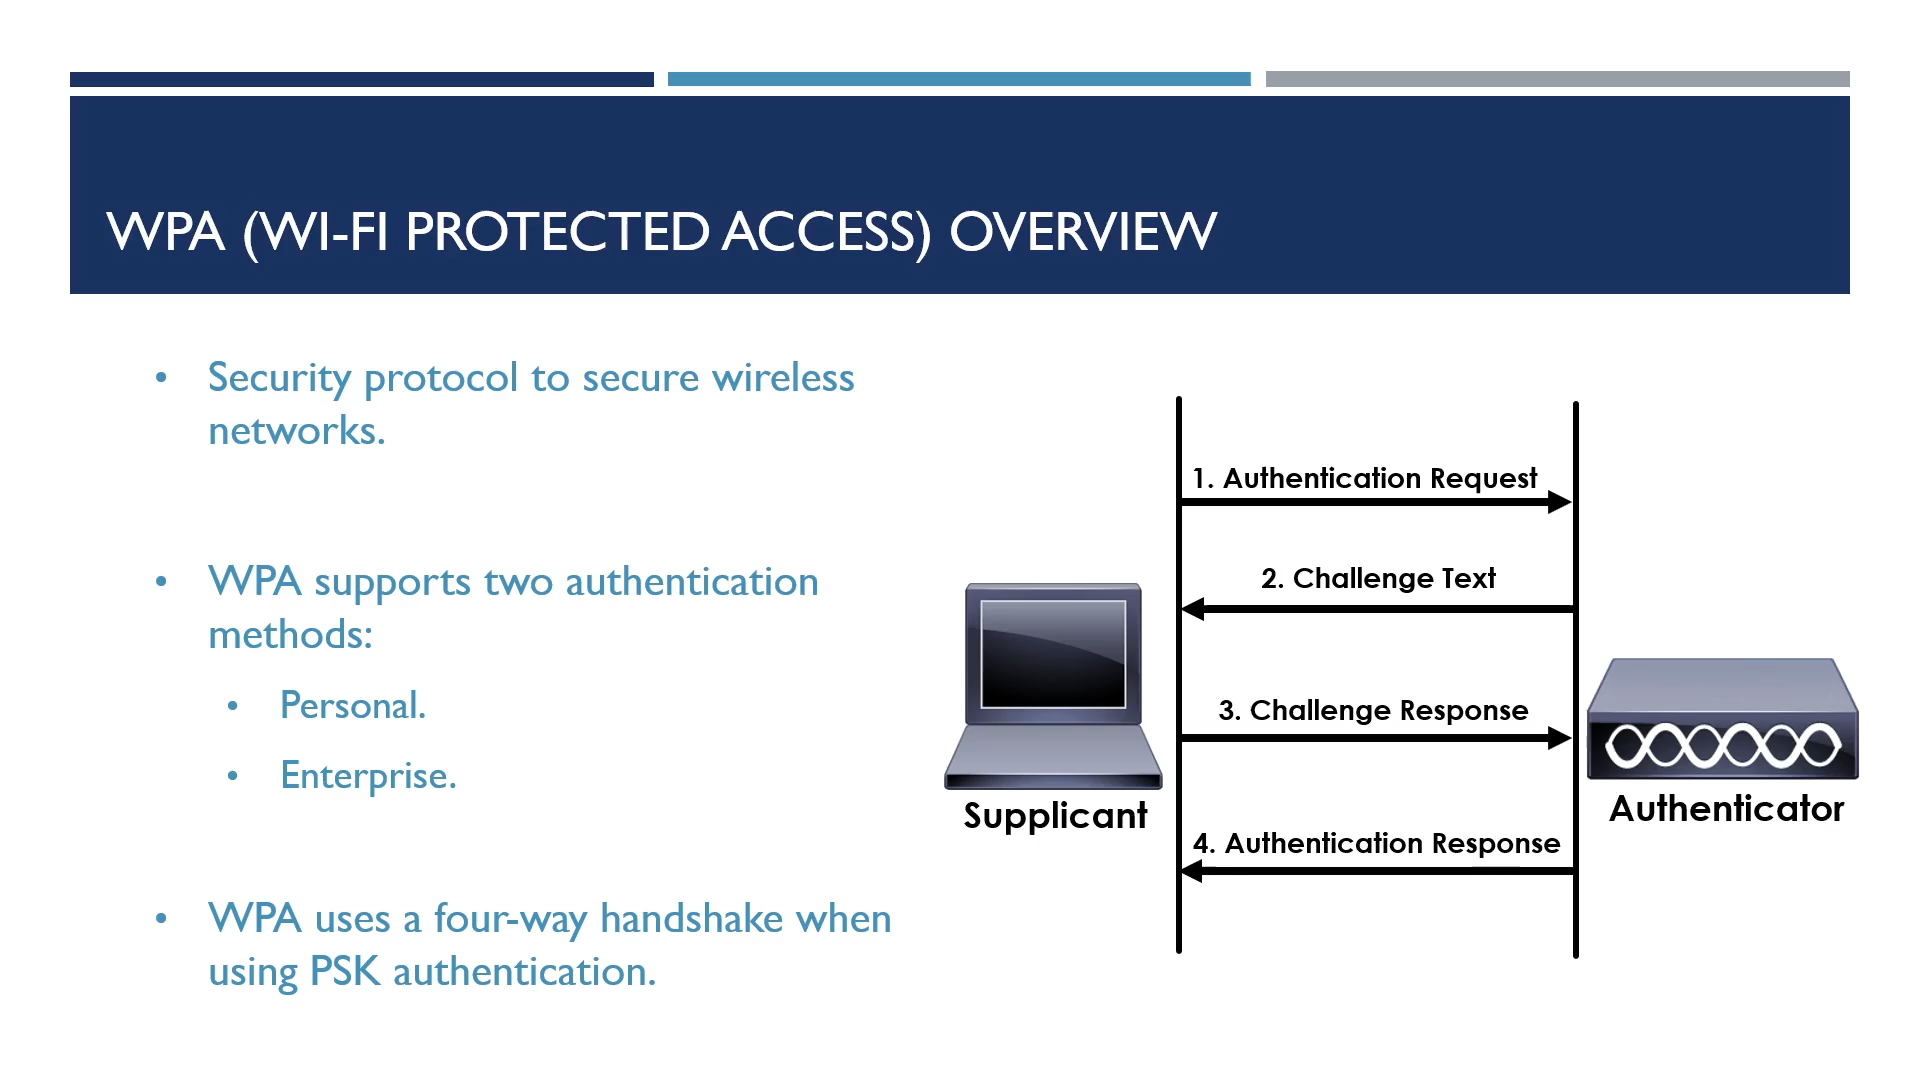 WPA (WI-FI PROTECTED ACCESS) OVERVIEW
• Security protocol to secure wireless
networks.
• WPA supports two authentication
methods:
• Personal.
• Enterprise.
• WPA uses a four-way handshake when
using PSK authentication.
1. Authentication Request
2. Challenge Text
3. Challenge Response
4. Authentication Response
Supplicant
Authenticator